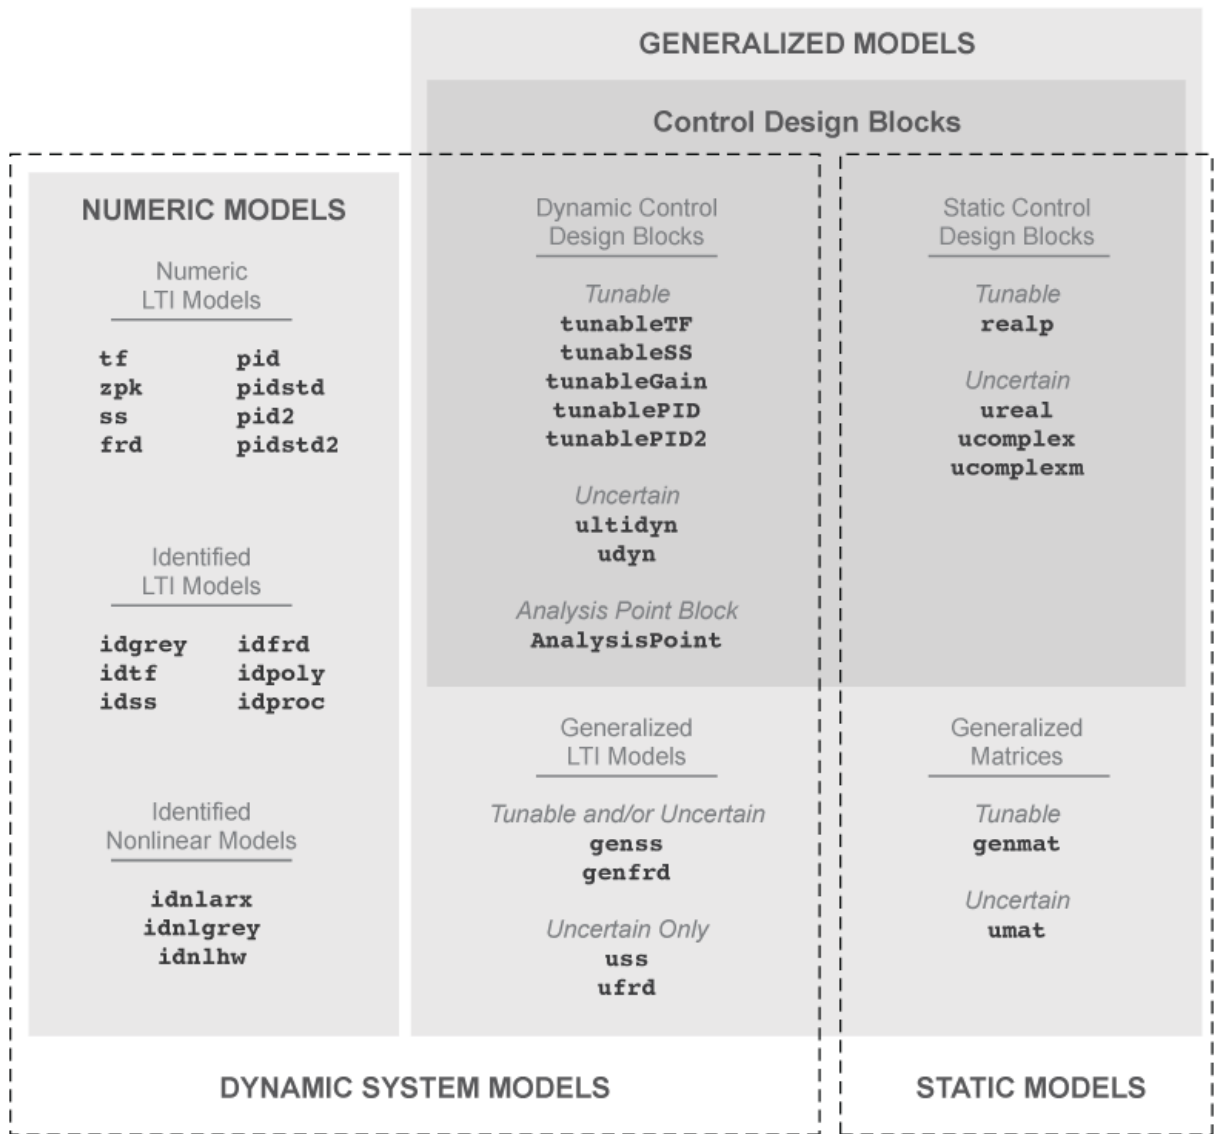 GENERALIZED MODELS
Control Design Blocks
NUMERIC MODELS
Numeric
LTI Models
tf pid
zpk pidstd
ss pid2
frd pidstd2
Identified
LTI Models
idgrey idfrd
idtf idpoly
idss idproc
Identified
Nonlinear Models
idnlarx
idnlgrey
idnlhw
Dynamic Control
Design Blocks
Tunable
tunableTF
tunableSS
tunableGain
tunablePID
tunablePID2
Uncertain
ultidyn
udyn
Analysis Point Block
AnalysisPoint
Generalized
LTI Models
Tunable and/or Uncertain
genss
genfrd
Uncertain Only
uss
ufrd
Static Control
Design Blocks
Tunable
realp
Uncertain
ureal
ucomplex
ucomplexm
Generalized
Matrices
Tunable
genmat
Uncertain
umat
DYNAMIC SYSTEM MODELS
STATIC MODELS